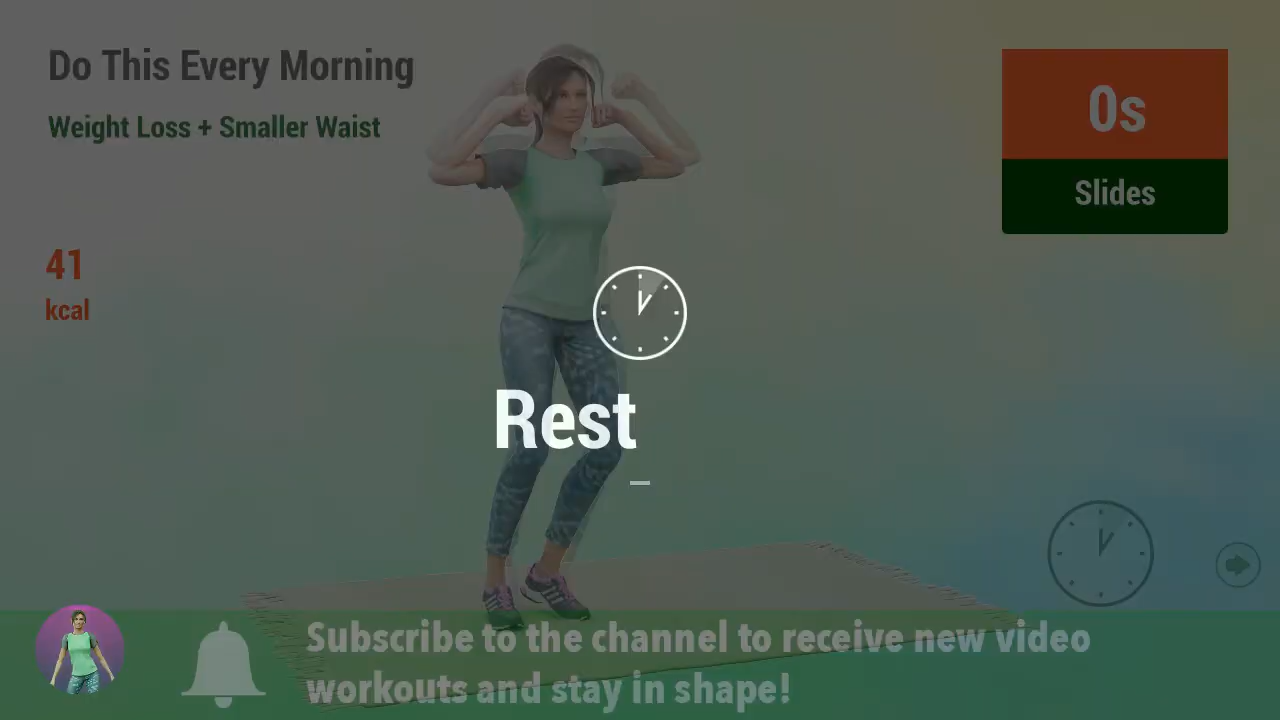 Do This Every Morning
Weight Loss + Smaller Waist
0s
Slides
41
kcal
Rest
Subscribe to the channel to receive new video
workouts and stay in shape!